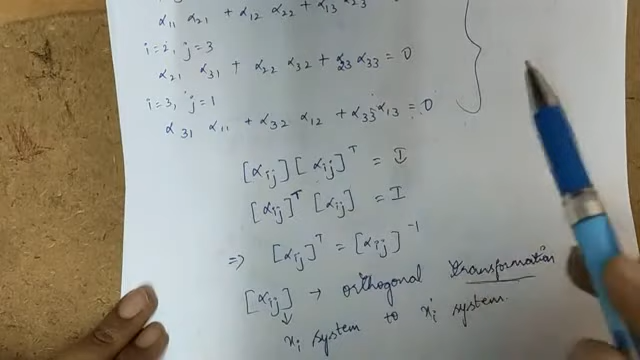 α₁₁ α₂₁ + α₁₂ α₂₂ + α₁₃ α₂₃
i=2, j=3
α₂₁ α₃₁ + α₂₂ α₃₂ + α₂₃ α₃₃ = 0
i=3, j=1
α₃₁ α₁₁ + α₃₂ α₁₂ + α₃₃ α₁₃ = 0
[αᵢⱼ] [αᵢⱼ]ᵀ = I
[αᵢⱼ]ᵀ [αᵢⱼ] = I
⇒ [αᵢⱼ]ᵀ = [αᵢⱼ]⁻¹
[αᵢⱼ] → orthogonal transformation
↓
xᵢ system to xᵢ' system.